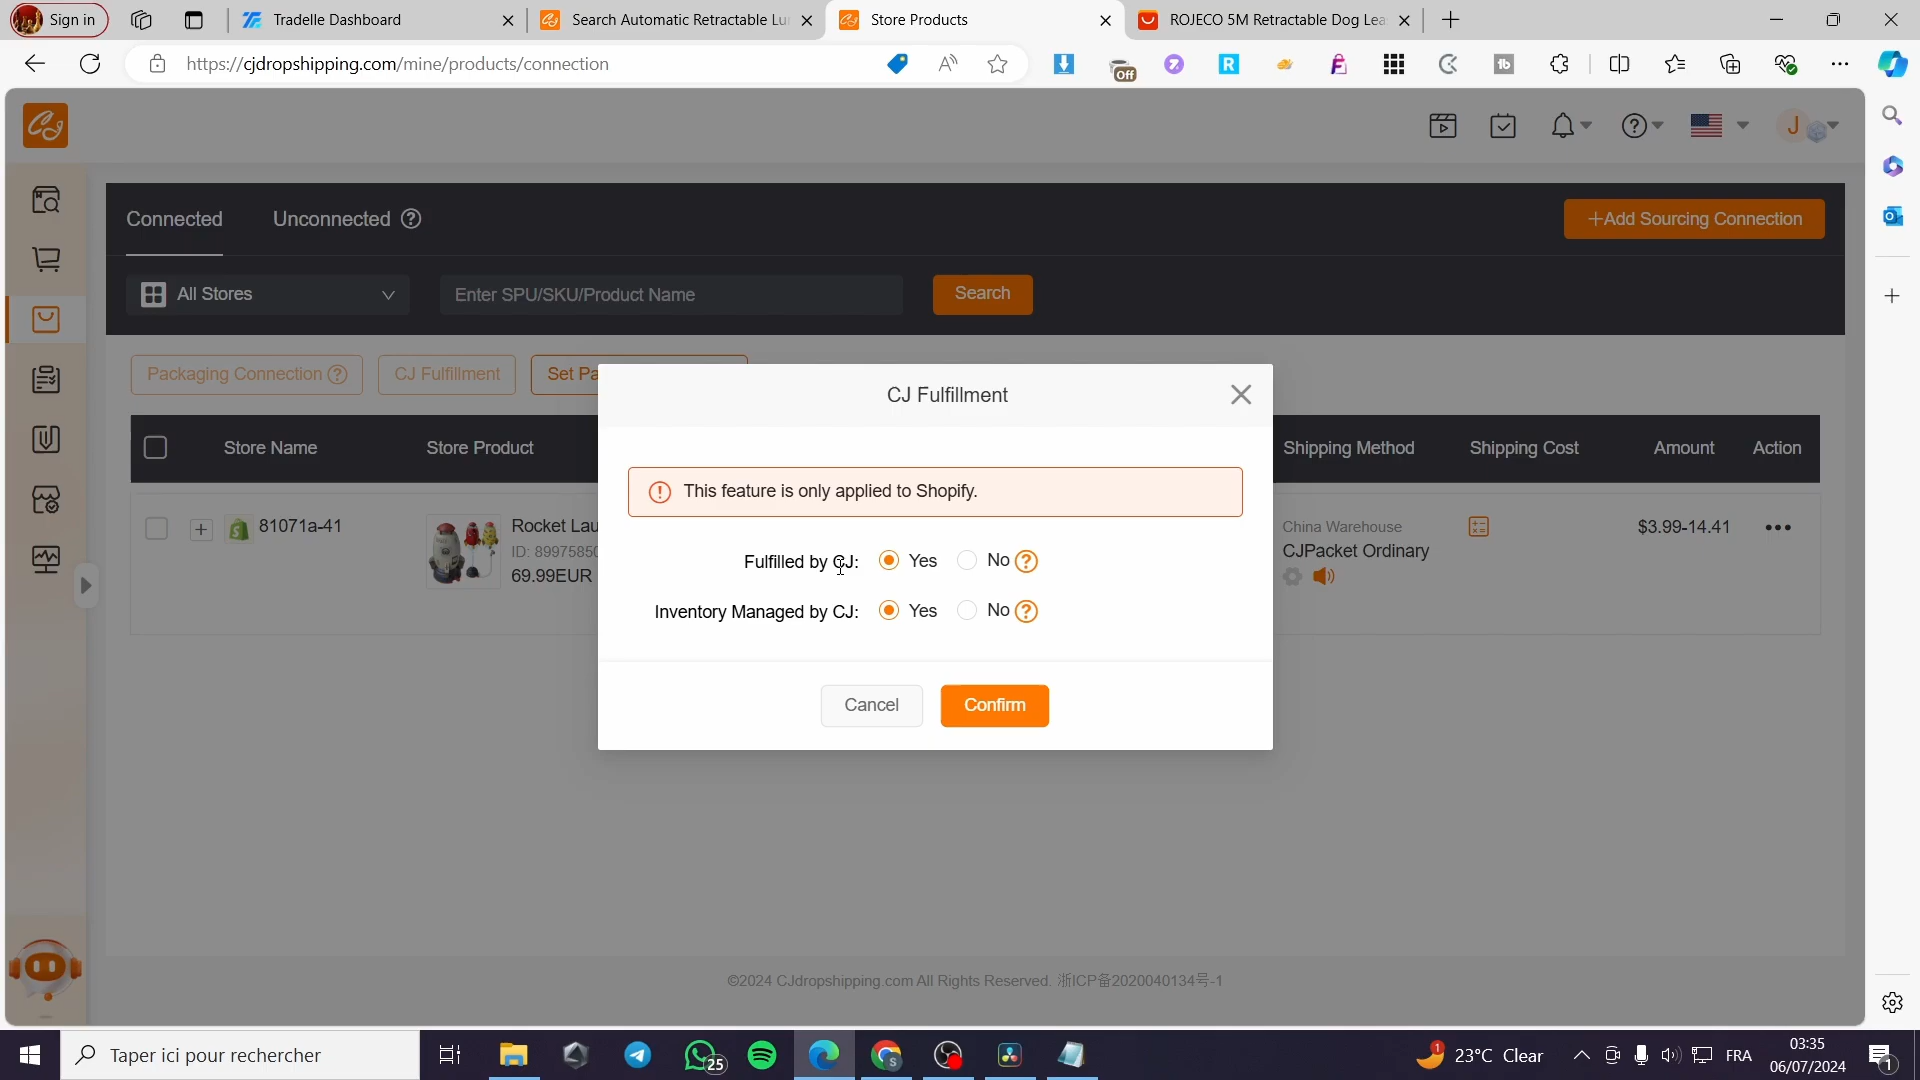 Sign in
Tradelle Dashboard
Search Automatic Retractable Lu
Store Products
ROJECO 5M Retractable Dog Lea
https://cjdropshipping.com/mine/products/connection
Off
Connected
Unconnected
+Add Sourcing Connection
All Stores
Enter SPU/SKU/Product Name
Search
Packaging Connection
CJ Fulfillment
Set Pa
CJ Fulfillment
Store Name
Store Product
Shipping Method
Shipping Cost
Amount
Action
This feature is only applied to Shopify.
81071a-41
Rocket Lau
ID: 89975850
69.99EUR
China Warehouse
CJPacket Ordinary
$3.99-14.41
Fulfilled by CJ:
Yes
No
Inventory Managed by CJ:
Yes
No
Cancel
Confirm
©2024 CJdropshipping.com All Rights Reserved. 浙ICP备2020040134号-1
Taper ici pour rechercher
25
1
23°C Clear
FRA
03:35
06/07/2024
1